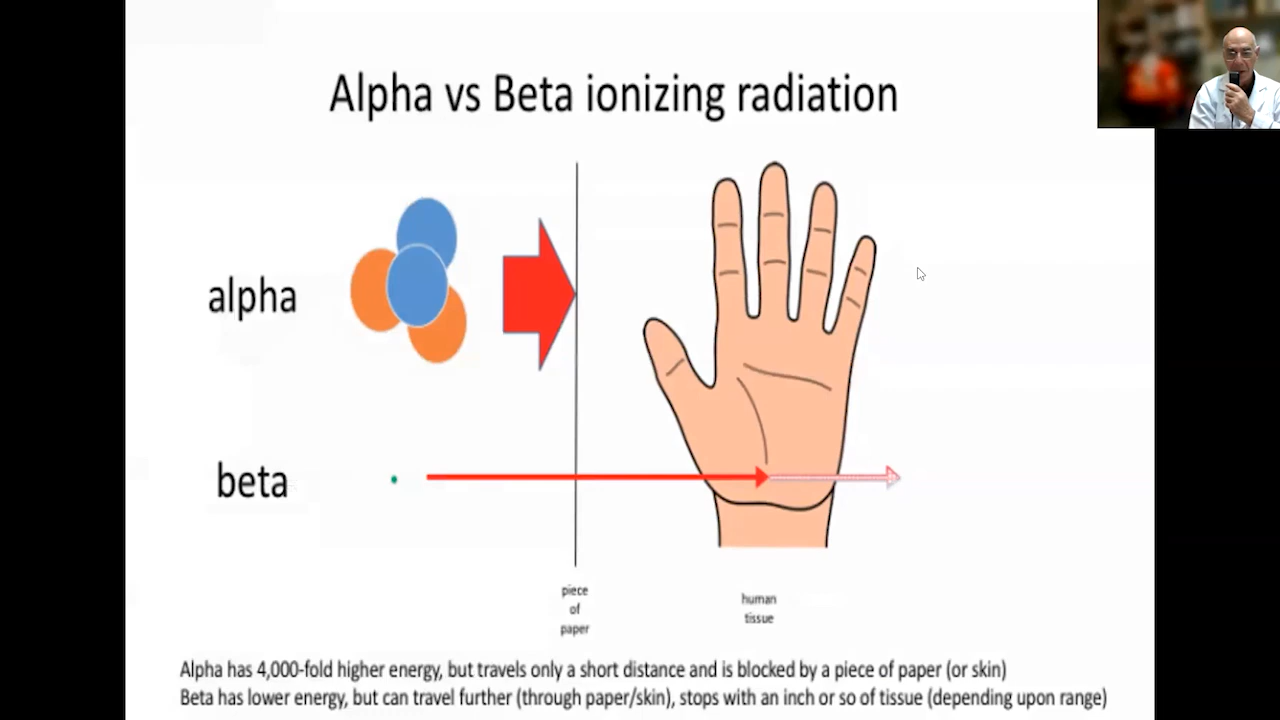 Alpha vs Beta ionizing radiation
alpha
beta
piece
of
paper
human
tissue
Alpha has 4,000-fold higher energy, but travels only a short distance and is blocked by a piece of paper (or skin)
Beta has lower energy, but can travel further (through paper/skin), stops with an inch or so of tissue (depending upon range)